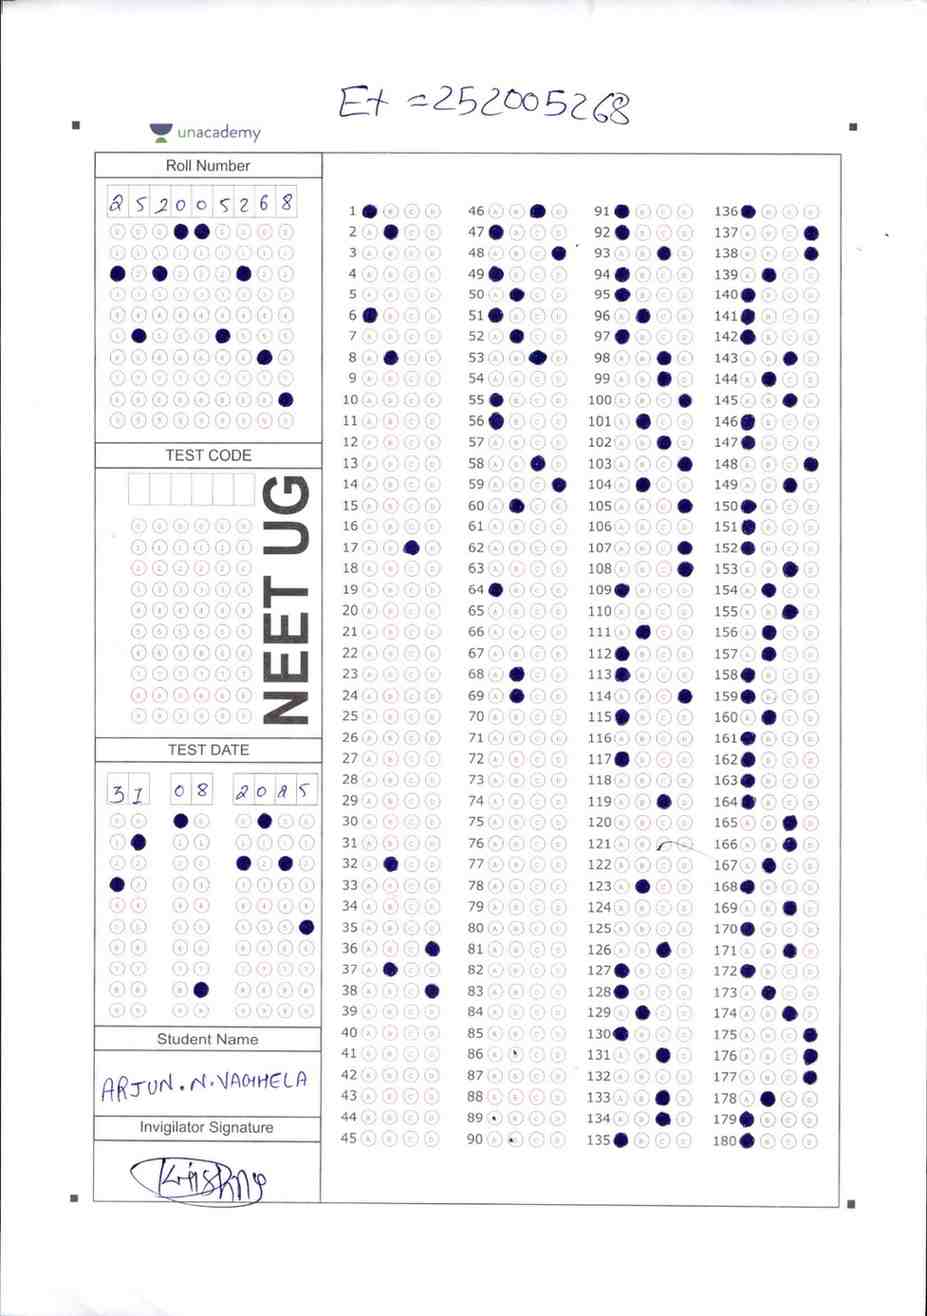 Et = 252005268
unacademy
Roll Number
2 5 2 0 0 5 2 6 8
TEST CODE
NEET UG
TEST DATE
31 08 2025
Student Name
ARJUN. N. VAGHELA
Invigilator Signature
1 46 91 136
2 47 92 137
3 48 93 138
4 49 94 139
5 50 95 140
6 51 96 141
7 52 97 142
8 53 98 143
9 54 99 144
10 55 100 145
11 56 101 146
12 57 102 147
13 58 103 148
14 59 104 149
15 60 105 150
16 61 106 151
17 62 107 152
18 63 108 153
19 64 109 154
20 65 110 155
21 66 111 156
22 67 112 157
23 68 113 158
24 69 114 159
25 70 115 160
26 71 116 161
27 72 117 162
28 73 118 163
29 74 119 164
30 75 120 165
31 76 121 166
32 77 122 167
33 78 123 168
34 79 124 169
35 80 125 170
36 81 126 171
37 82 127 172
38 83 128 173
39 84 129 174
40 85 130 175
41 86 131 176
42 87 132 177
43 88 133 178
44 89 134 179
45 90 135 180